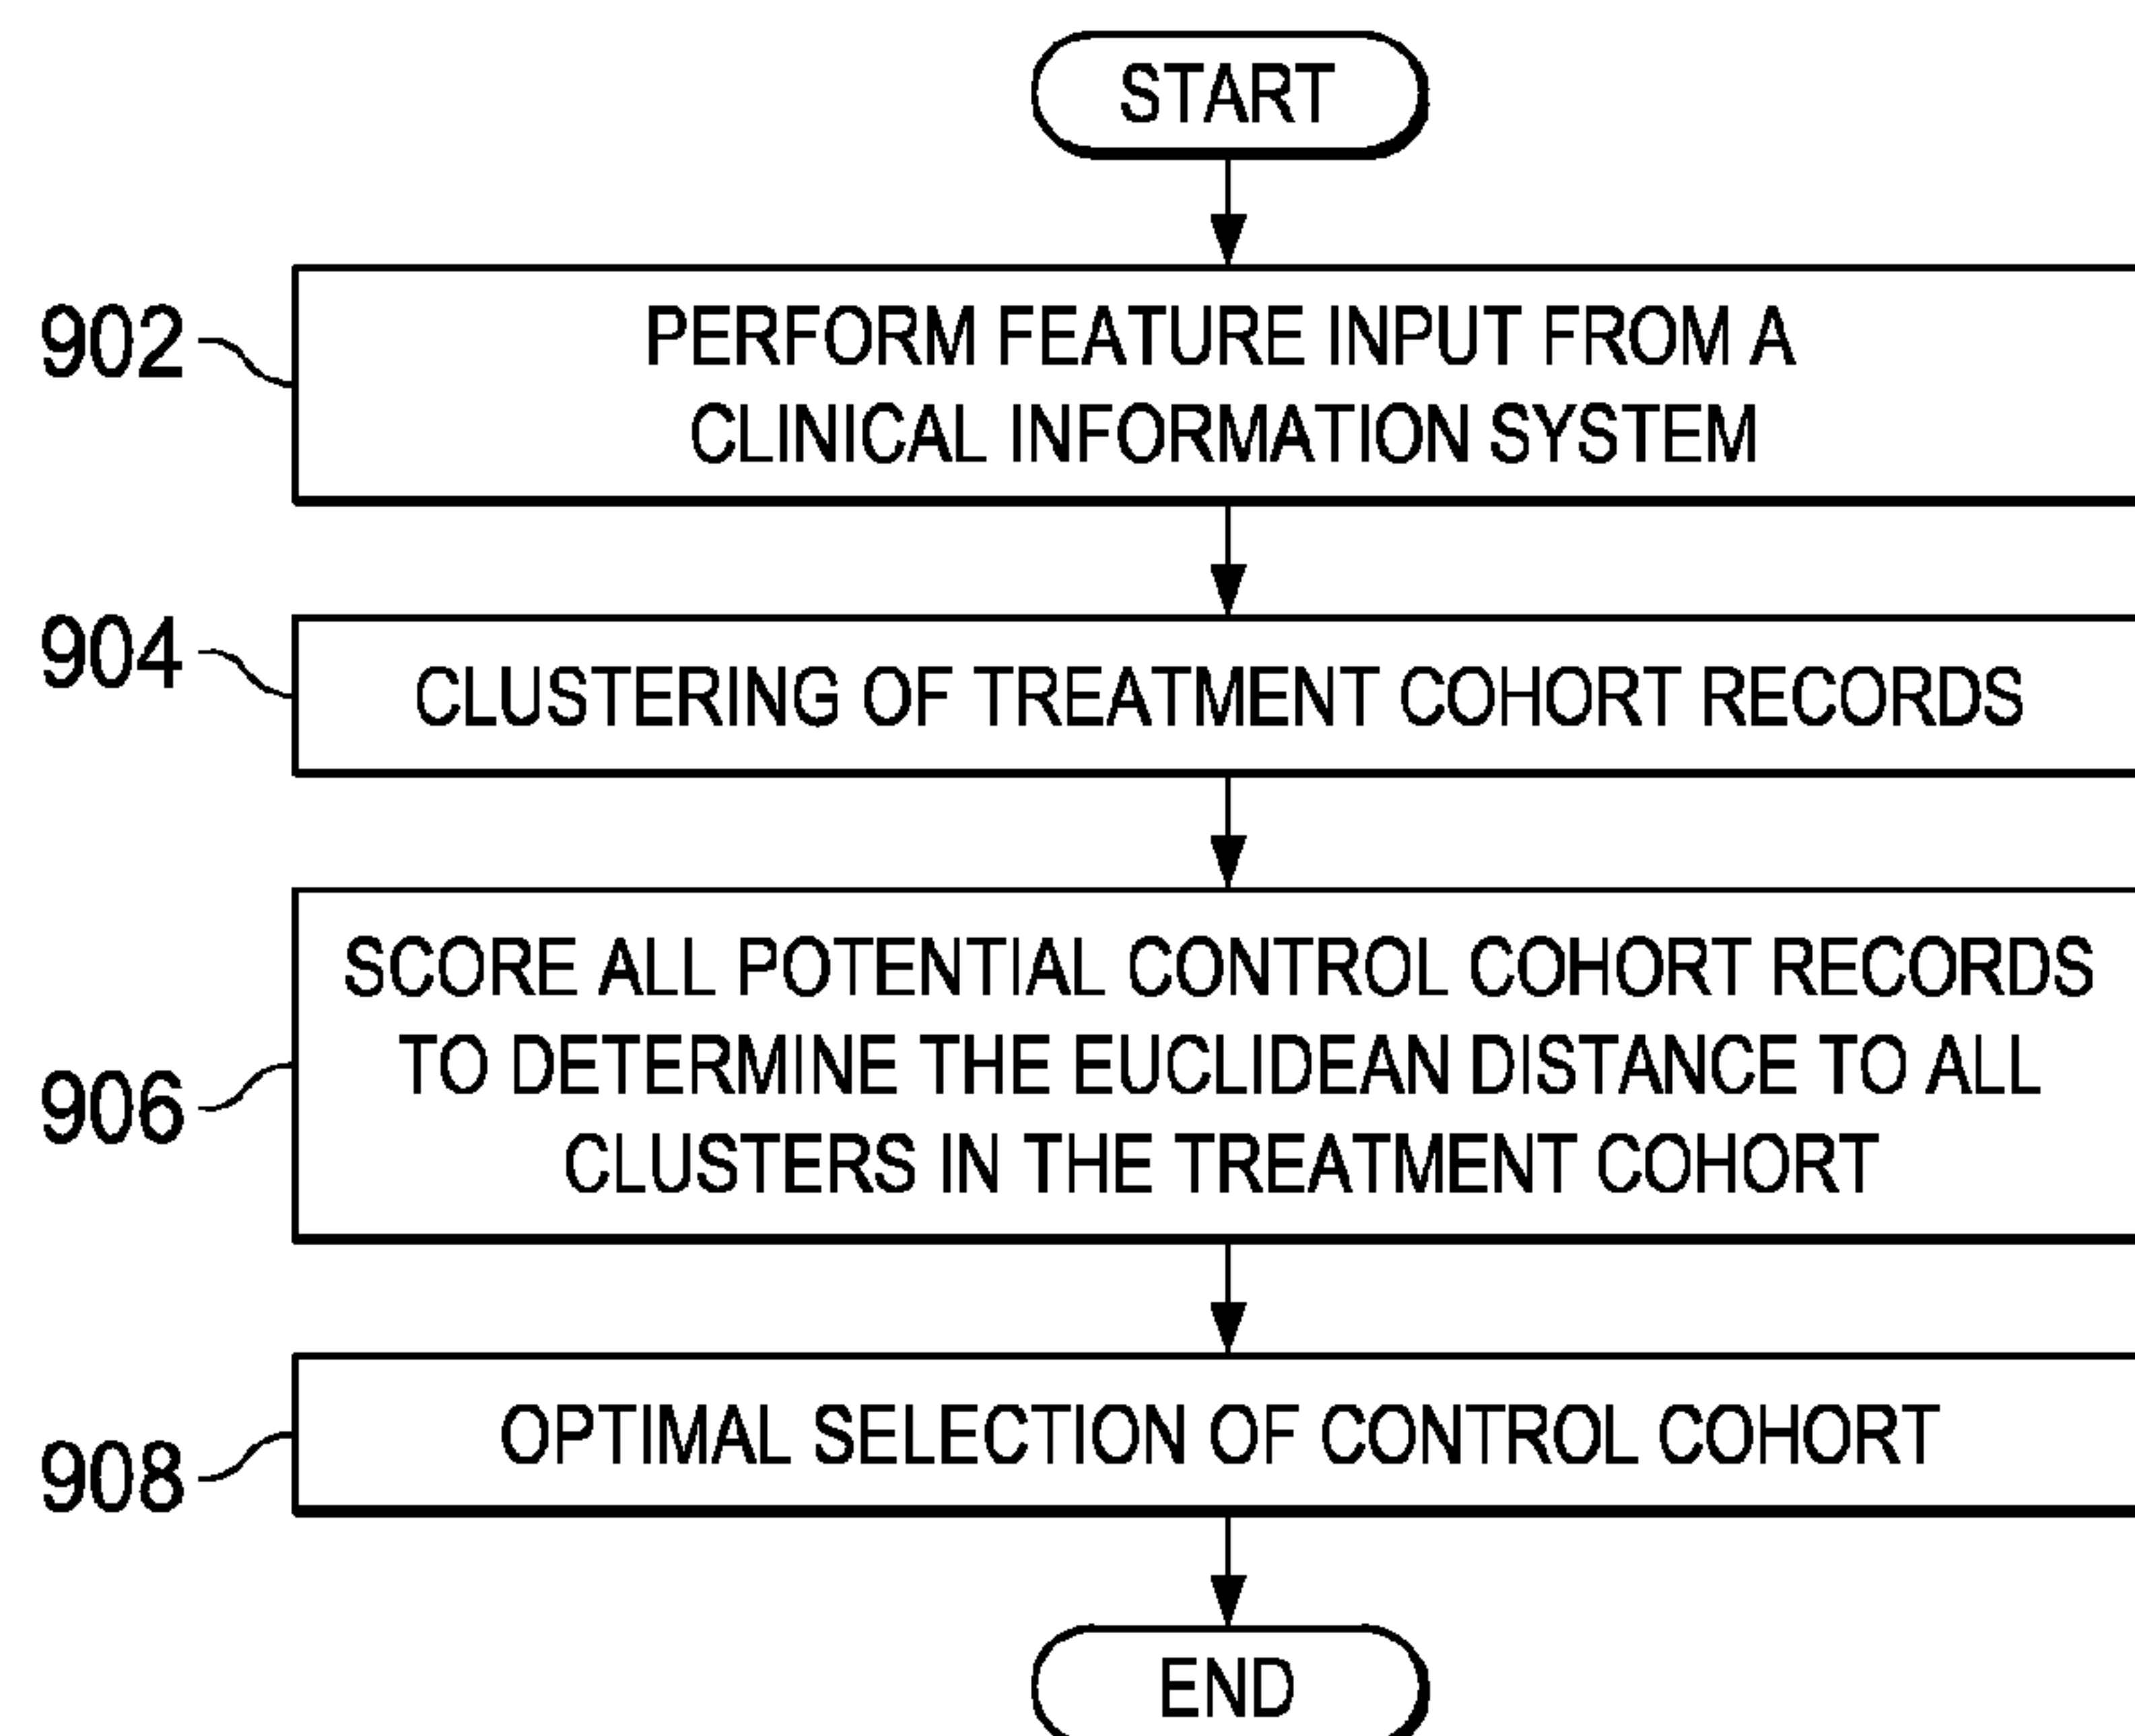 START
902
PERFORM FEATURE INPUT FROM A
CLINICAL INFORMATION SYSTEM
904
CLUSTERING OF TREATMENT COHORT RECORDS
906
SCORE ALL POTENTIAL CONTROL COHORT RECORDS
TO DETERMINE THE EUCLIDEAN DISTANCE TO ALL
CLUSTERS IN THE TREATMENT COHORT
908
OPTIMAL SELECTION OF CONTROL COHORT
END